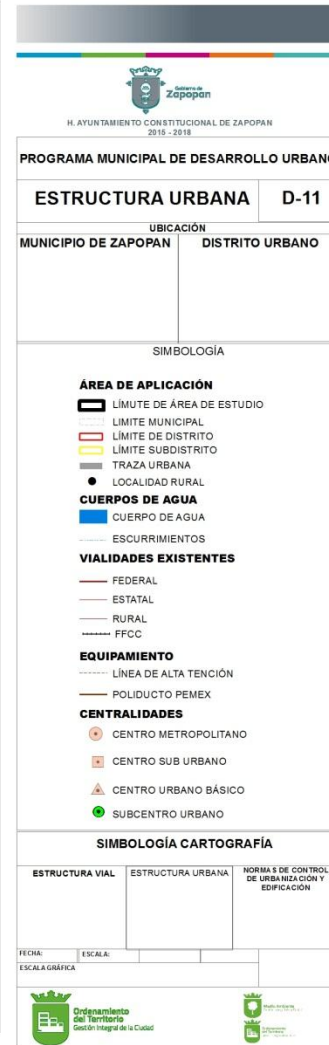 Gobierno de
Zapopan
H. AYUNTAMIENTO CONSTITUCIONAL DE ZAPOPAN
2015 - 2018
PROGRAMA MUNICIPAL DE DESARROLLO URBANO
ESTRUCTURA URBANA D-11
UBICACIÓN
MUNICIPIO DE ZAPOPAN DISTRITO URBANO
SIMBOLOGÍA
ÁREA DE APLICACIÓN
LÍMUTE DE ÁREA DE ESTUDIO
LIMITE MUNICIPAL
LÍMITE DE DISTRITO
LÍMITE SUBDISTRITO
TRAZA URBANA
LOCALIDAD RURAL
CUERPOS DE AGUA
CUERPO DE AGUA
ESCURRIMIENTOS
VIALIDADES EXISTENTES
FEDERAL
ESTATAL
RURAL
FFCC
EQUIPAMIENTO
LÍNEA DE ALTA TENCIÓN
POLIDUCTO PEMEX
CENTRALIDADES
CENTRO METROPOLITANO
CENTRO SUB URBANO
CENTRO URBANO BÁSICO
SUBCENTRO URBANO
SIMBOLOGÍA CARTOGRAFÍA
ESTRUCTURA VIAL ESTRUCTURA URBANA NORMAS DE CONTROL
DE URBANIZACIÓN Y
EDIFICACIÓN
FECHA: ESCALA:
ESCALA GRÁFICA
Ordenamiento
del Territorio
Gestión Integral de la Ciudad